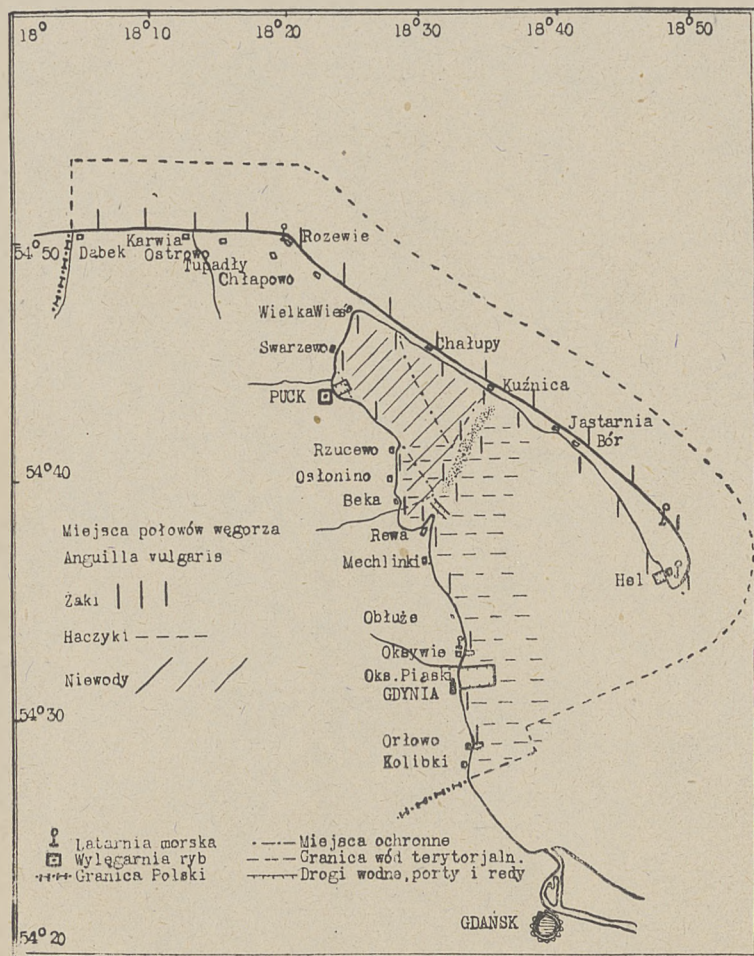 18° 18°10 18°20 18°30 18°40 18°50
Rozewie
Karwia
54°50
Dąbek
Ostrowo
Tupadły
Chłapowo
WielkaWieś
Swarzewo
Chałupy
Kuźnica
PUCK
Jastarnia
Bór
Rzucewo
54°40
Osłonino
Beka
Miejsca połowów węgorza
Rewa
Anguilla vulgaris
Mechlinki
Hel
Żaki
Obłuże
Haczyki
Oksywie
Oks.Piaski
Niewody
GDYNIA
54°30
Orłowo
Kolibki
Latarnia morska
Miejsca ochronne
Wylęgarnia ryb
Granica wód terytorjaln.
Granica Polski
Drogi wodne, porty i redy
GDAŃSK
54°20